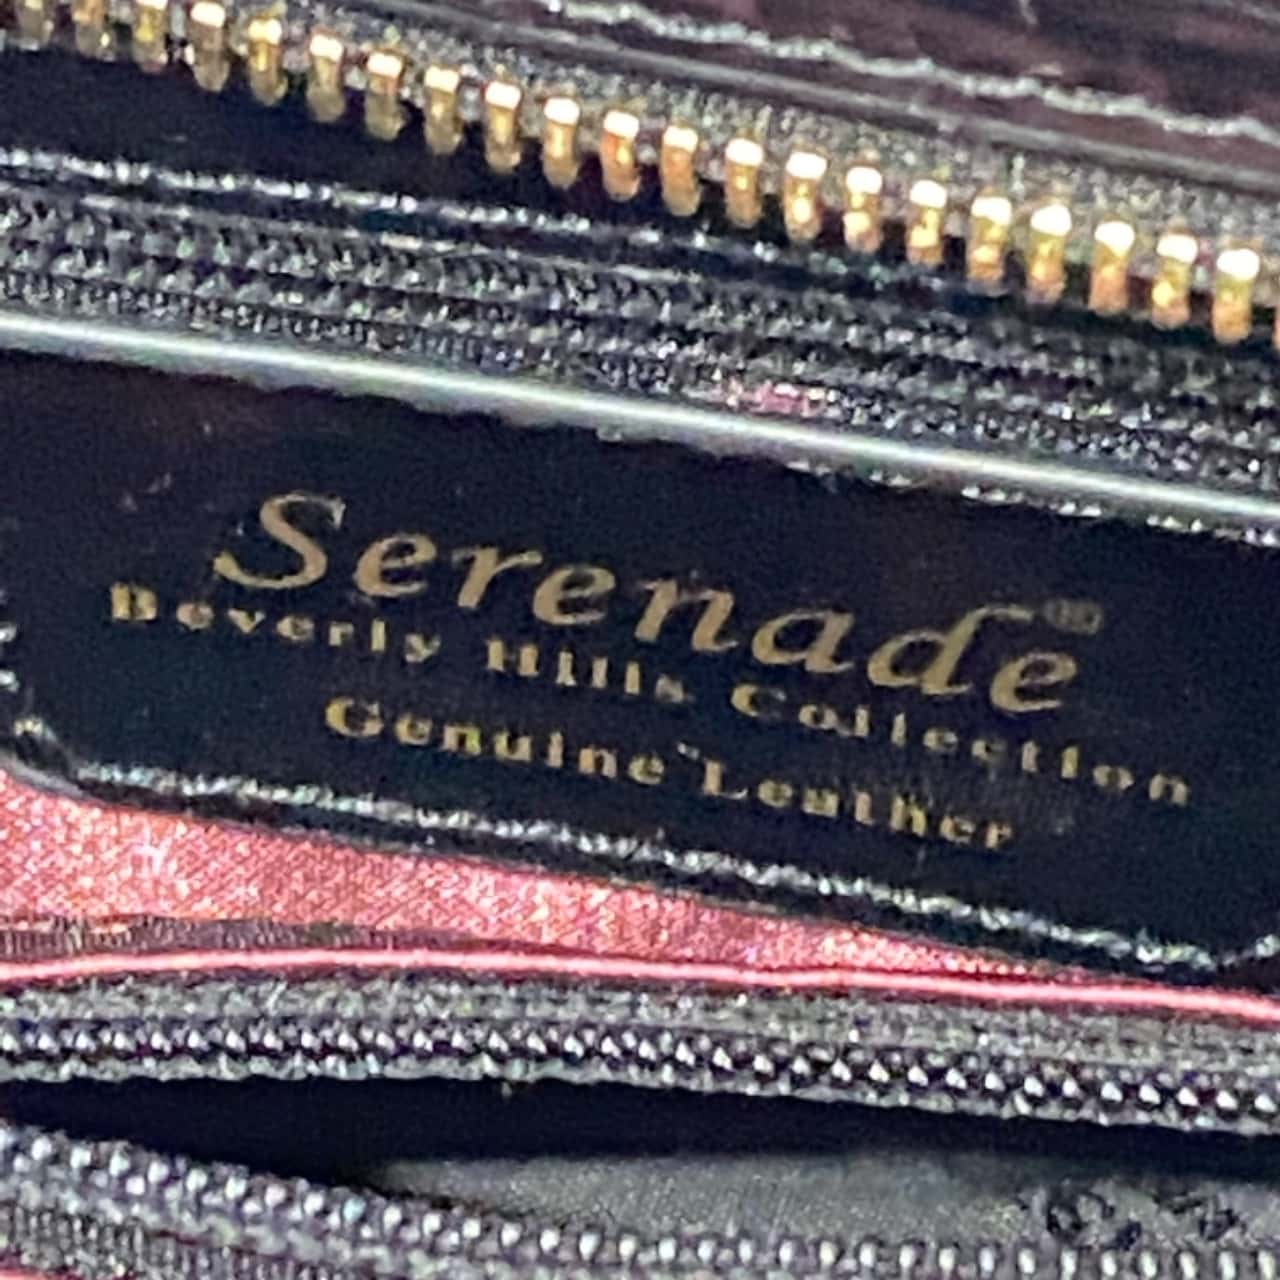 Serenade®
Beverly Hills Collection
Genuine Leather